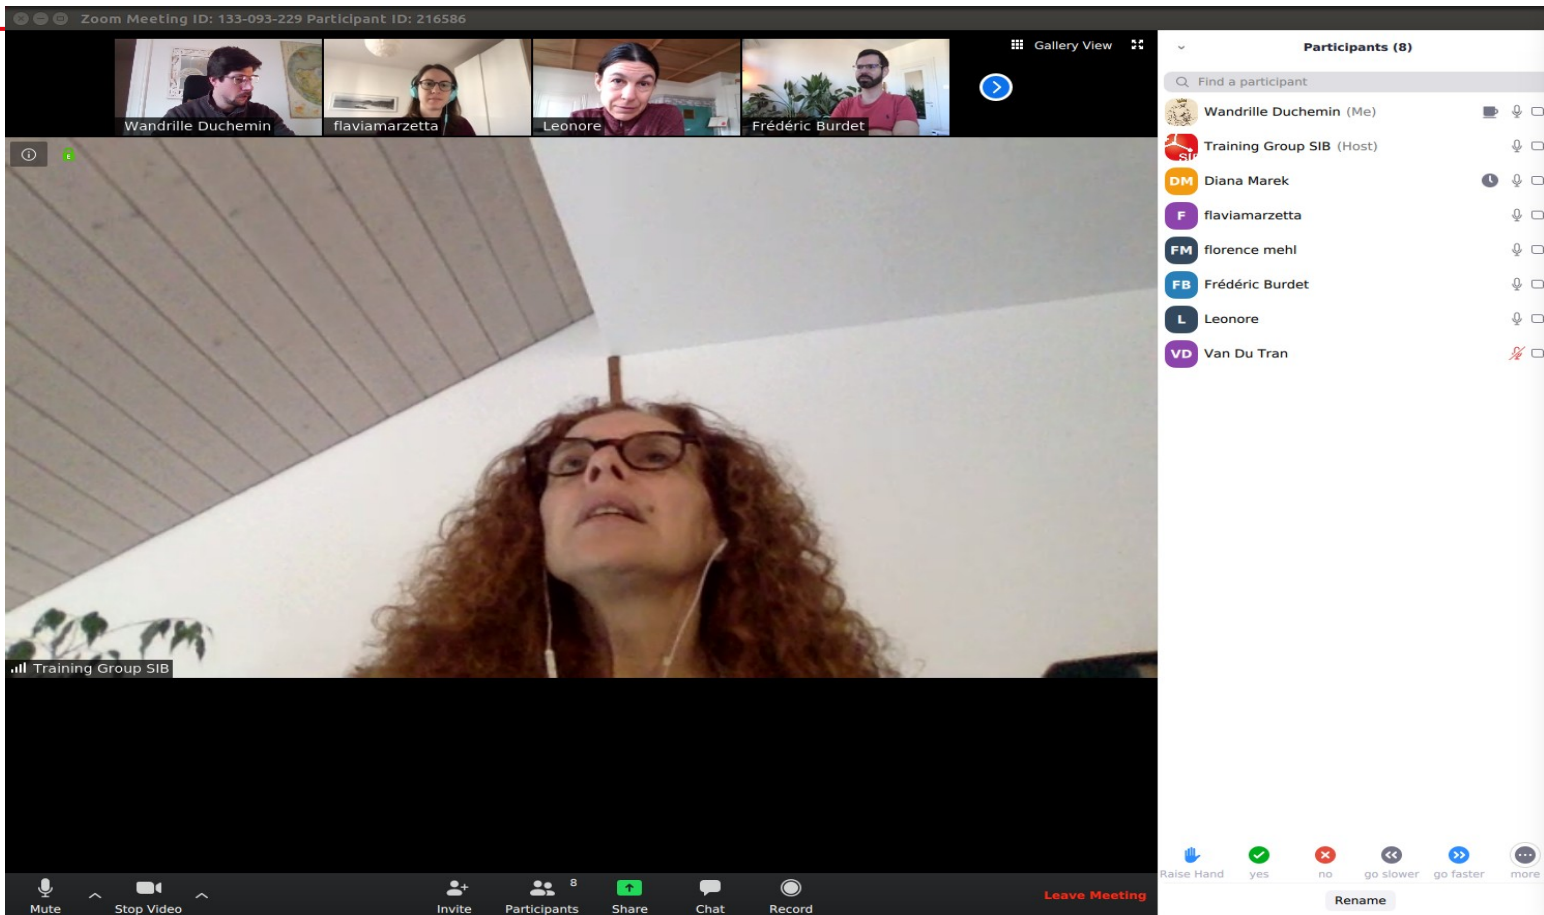 Zoom Meeting ID: 133-093-229 Participant ID: 216586
Gallery View
Wandrille Duchemin
flaviamarzetta
Leonore
Frédéric Burdet
Training Group SIB
Participants (8)
Find a participant
Wandrille Duchemin (Me)
SIB Training Group SIB (Host)
DM Diana Marek
F flaviamarzetta
FM florence mehl
FB Frédéric Burdet
L Leonore
VD Van Du Tran
Raise Hand yes no go slower go faster more
Rename
Mute Stop Video Invite Participants 8 Share Chat Record Leave Meeting